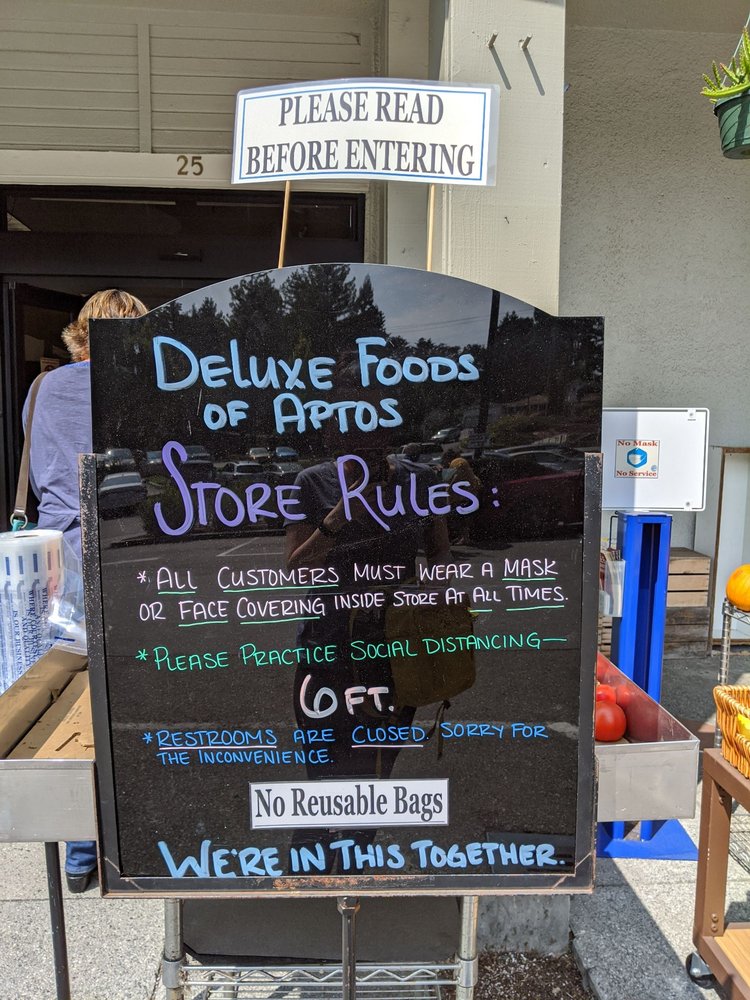 PLEASE READ
BEFORE ENTERING
25
DELUXE FOODS
OF APTOS
STORE RULES:
* ALL CUSTOMERS MUST WEAR A MASK
OR FACE COVERING INSIDE STORE AT ALL TIMES.
* PLEASE PRACTICE SOCIAL DISTANCING—
6 FT.
* RESTROOMS ARE CLOSED. SORRY FOR
THE INCONVENIENCE.
No Reusable Bags
WE'RE IN THIS TOGETHER.
No Mask
No Service